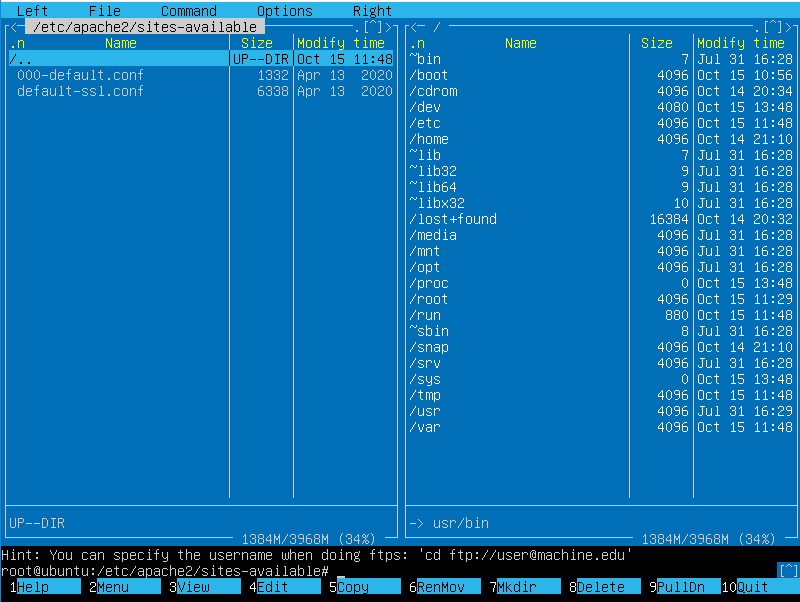 Left File Command Options Right
<- /etc/apache2/sites-available .[^]>
.n Name Size Modify time
/.. UP--DIR Oct 15 11:48
000-default.conf 1332 Apr 13 2020
default-ssl.conf 6338 Apr 13 2020
UP--DIR
1384M/3968M (34%)
<- / .[^]>
.n Name Size Modify time
~bin 7 Jul 31 16:28
/boot 4096 Oct 15 10:56
/cdrom 4096 Oct 14 20:34
/dev 4080 Oct 15 13:48
/etc 4096 Oct 15 11:48
/home 4096 Oct 14 21:10
~lib 7 Jul 31 16:28
~lib32 9 Jul 31 16:28
~lib64 9 Jul 31 16:28
~libx32 10 Jul 31 16:28
/lost+found 16384 Oct 14 20:32
/media 4096 Jul 31 16:28
/mnt 4096 Jul 31 16:28
/opt 4096 Jul 31 16:28
/proc 0 Oct 15 13:48
/root 4096 Oct 15 11:29
/run 880 Oct 15 11:48
~sbin 8 Jul 31 16:28
/snap 4096 Oct 14 21:10
/srv 4096 Jul 31 16:28
/sys 0 Oct 15 13:48
/tmp 4096 Oct 15 11:48
/usr 4096 Jul 31 16:29
/var 4096 Oct 15 11:48
-> usr/bin
1384M/3968M (34%)
Hint: You can specify the username when doing ftps: 'cd ftp://user@machine.edu'
root@ubuntu:/etc/apache2/sites-available# [^]
1Help 2Menu 3View 4Edit 5Copy 6RenMov 7Mkdir 8Delete 9PullDn 10Quit